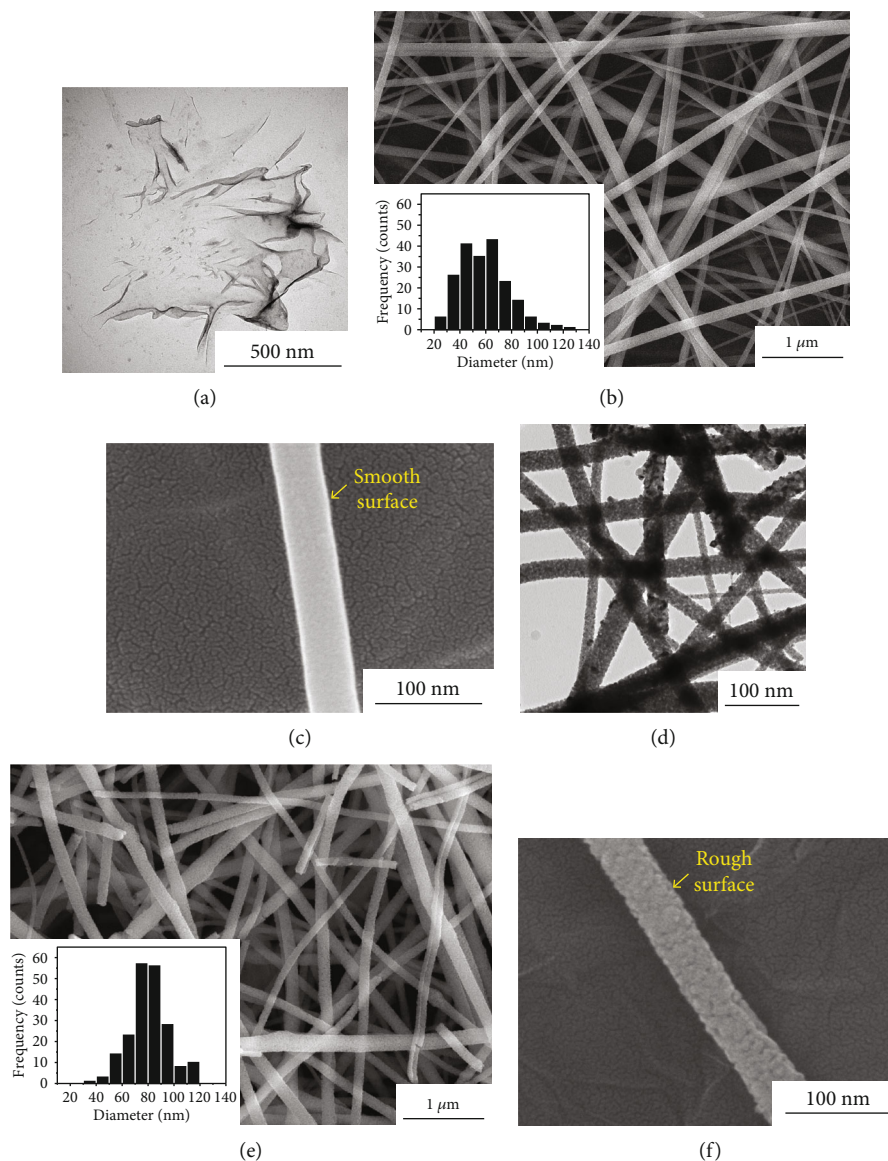 500 nm
(a)
Frequency (counts)
60
50
40
30
20
10
0
20 40 60 80 100 120 140
Diameter (nm)
1 μm
(b)
Smooth
surface
100 nm
(c)
100 nm
(d)
Frequency (counts)
60
50
40
30
20
10
0
20 40 60 80 100 120 140
Diameter (nm)
1 μm
(e)
Rough
surface
100 nm
(f)